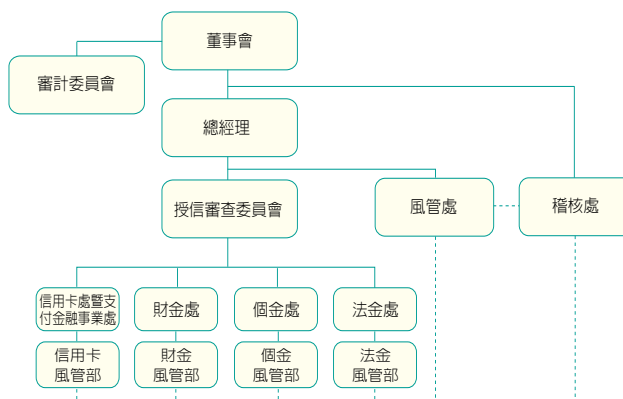 董事會
審計委員會
總經理
授信審查委員會
風管處
稽核處
信用卡處暨支
付金融事業處
財金處
個金處
法金處
信用卡
風管部
財金
風管部
個金
風管部
法金
風管部